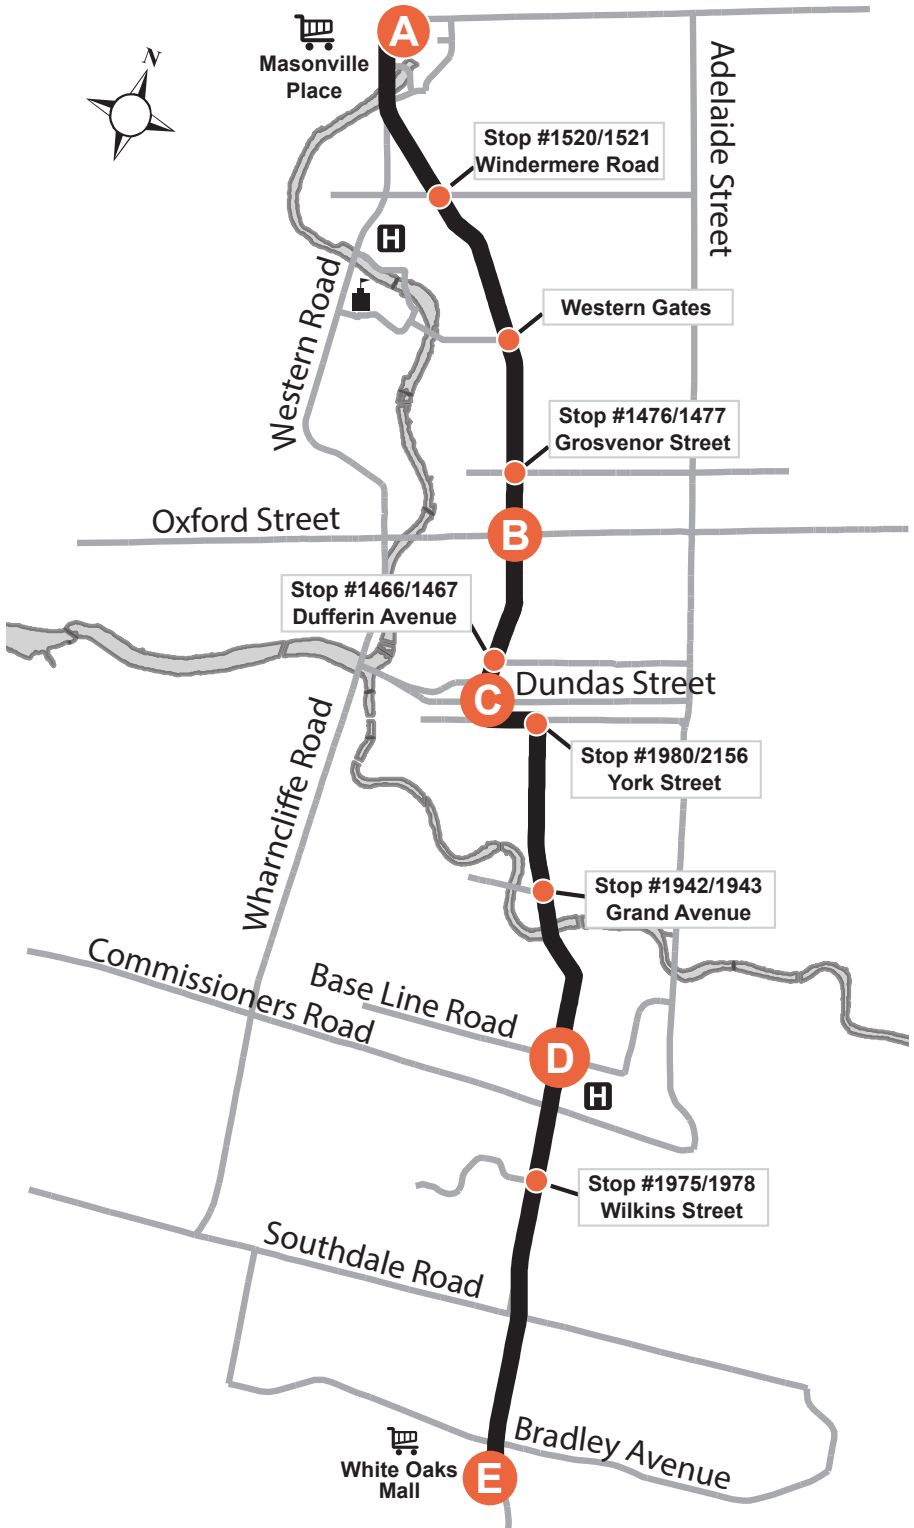 A
Masonville
Place
N
Adelaide Street
Stop #1520/1521
Windermere Road
H
Western Road
Western Gates
Stop #1476/1477
Grosvenor Street
Oxford Street
B
Stop #1466/1467
Dufferin Avenue
Dundas Street
C
Stop #1980/2156
York Street
Wharncliffe Road
Stop #1942/1943
Grand Avenue
Commissioners Road
Base Line Road
D
H
Stop #1975/1978
Wilkins Street
Southdale Road
Bradley Avenue
White Oaks
Mall
E